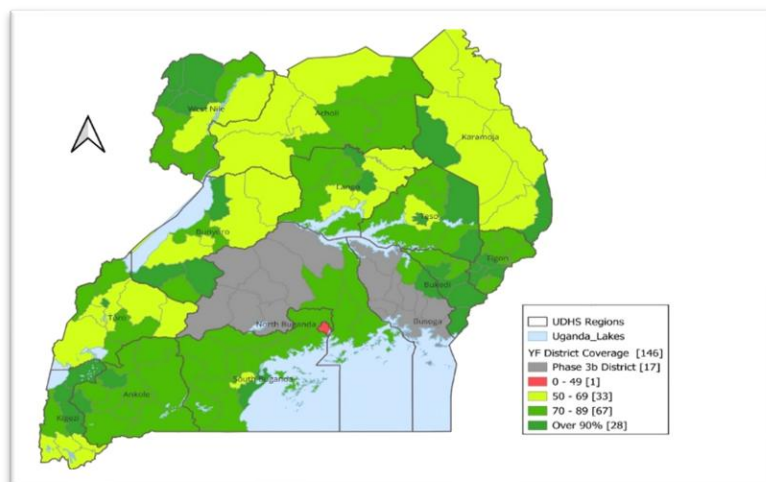 West Nile
Acholi
Karamoja
Lango
Teso
Bunyoro
Elgon
Bukedi
Busoga
North Buganda
Tooro
South Buganda
Ankole
Kigezi
UDHS Regions
Uganda_Lakes
YF District Coverage [146]
Phase 3b District [17]
0 - 49 [1]
50 - 69 [33]
70 - 89 [67]
Over 90% [28]